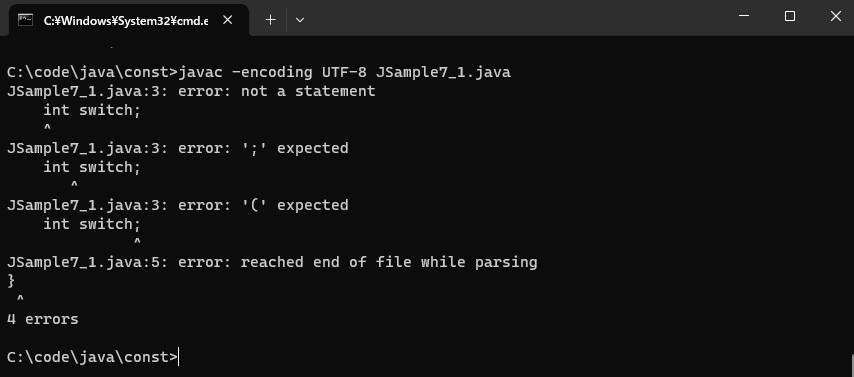 C:¥Windows¥System32¥cmd.e
C:\code\java\const>javac -encoding UTF-8 JSample7_1.java
JSample7_1.java:3: error: not a statement
    int switch;
    ^
JSample7_1.java:3: error: ';' expected
    int switch;
       ^
JSample7_1.java:3: error: '(' expected
    int switch;
              ^
JSample7_1.java:5: error: reached end of file while parsing
}
 ^
4 errors
C:\code\java\const>